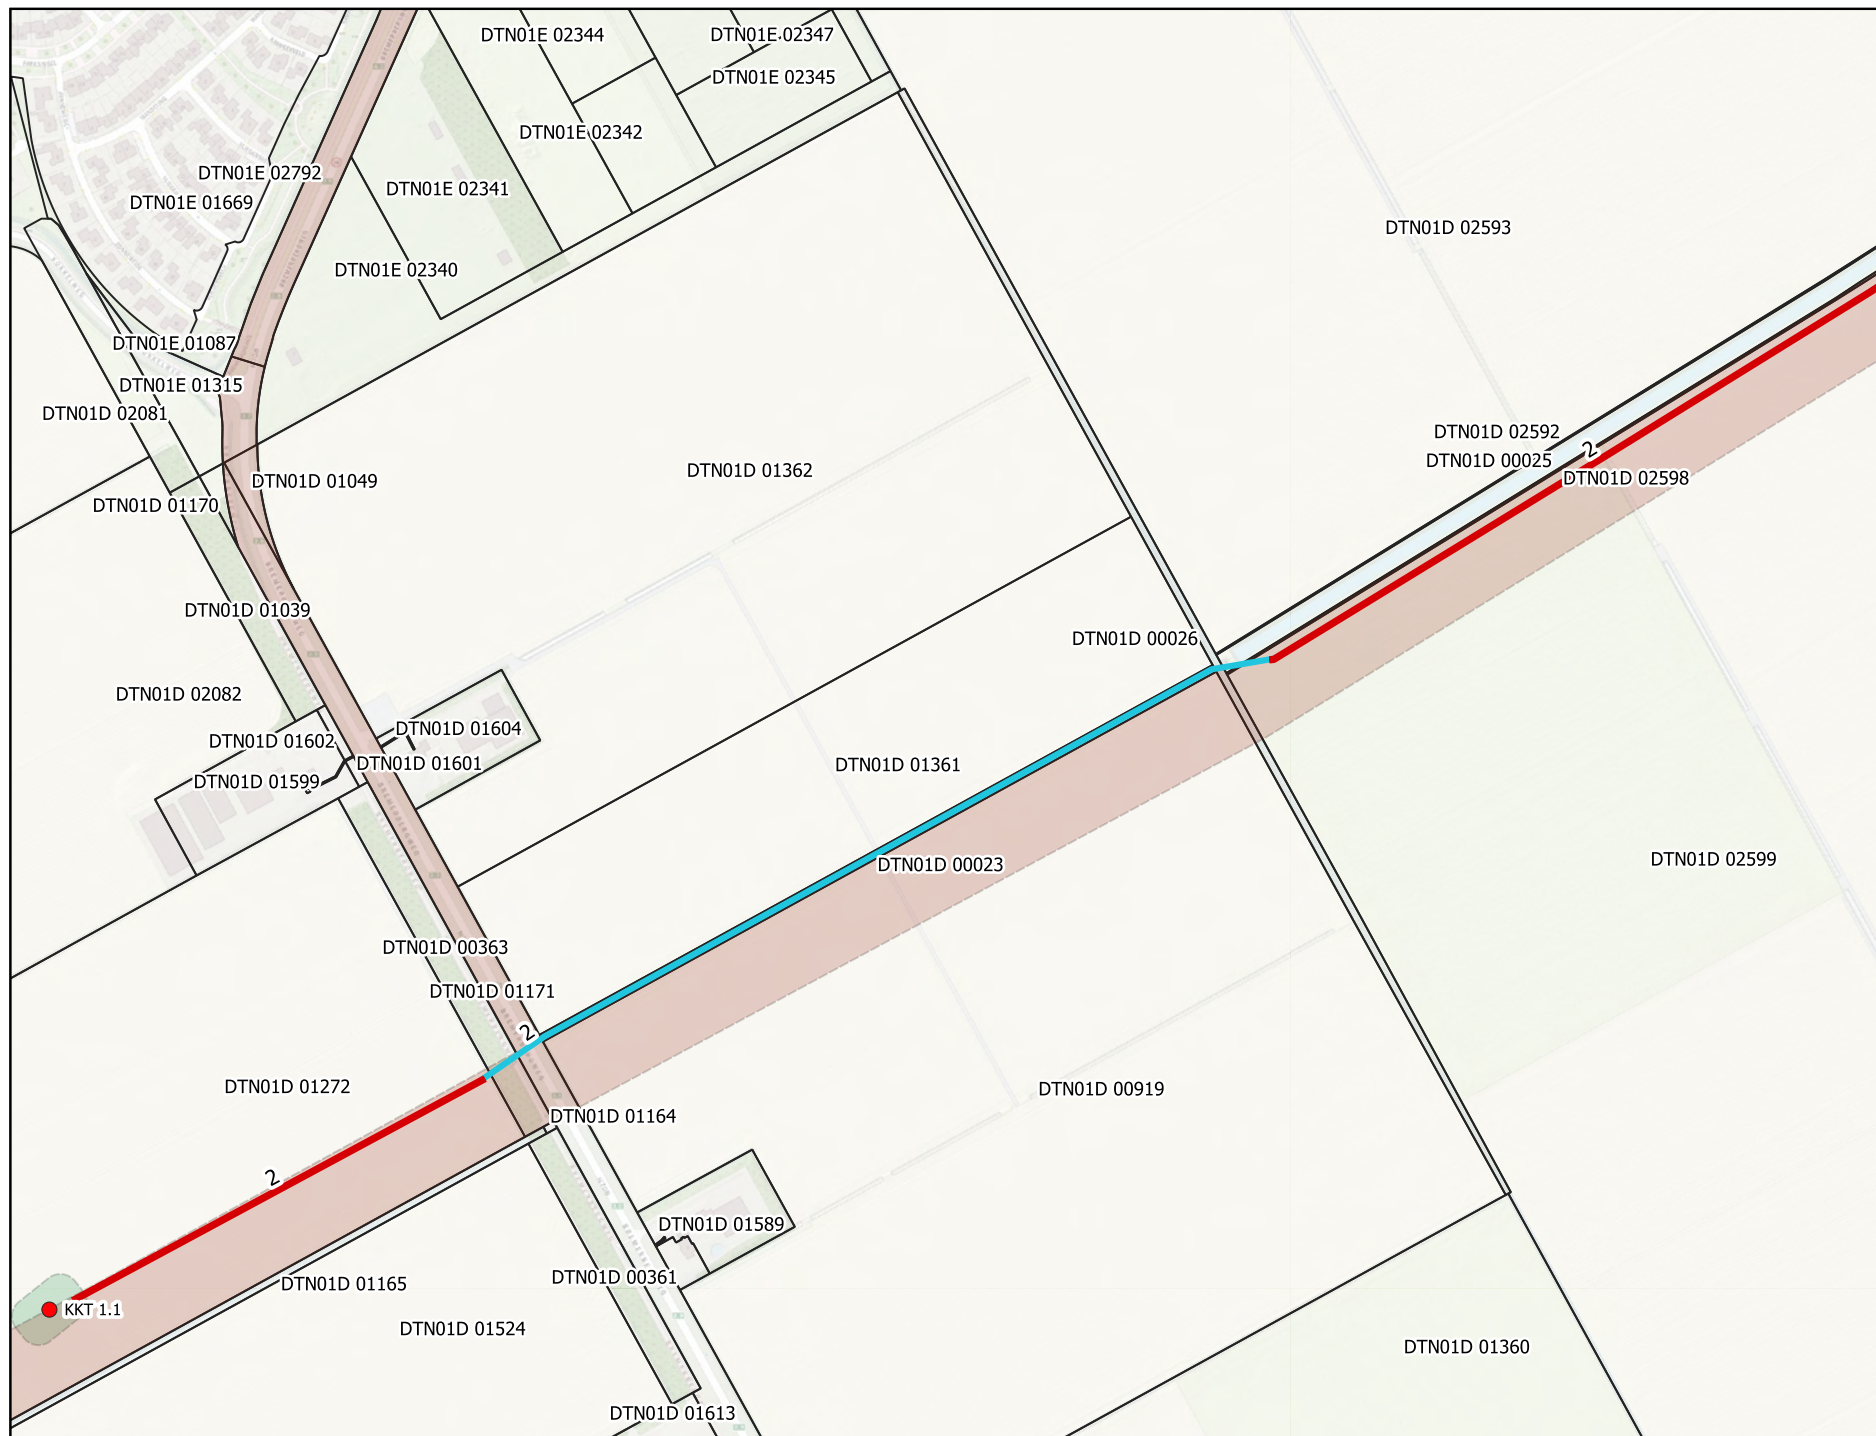 DTN01E 02344
DTN01E 02347
DTN01E 02345
DTN01E 02342
DTN01E 02792
DTN01E 02341
DTN01E 01669
DTN01D 02593
DTN01E 02340
DTN01E 01087
DTN01E 01315
DTN01D 02081
DTN01D 02592
2
DTN01D 00025
DTN01D 01362
DTN01D 02598
DTN01D 01049
DTN01D 01170
DTN01D 01039
DTN01D 00026
DTN01D 02082
DTN01D 01604
DTN01D 01602
DTN01D 01601
DTN01D 01361
DTN01D 01599
DTN01D 02599
DTN01D 00023
DTN01D 00363
DTN01D 01171
2
DTN01D 01272
DTN01D 00919
DTN01D 01164
2
DTN01D 01589
DTN01D 00361
DTN01D 01165
KKT 1.1
DTN01D 01524
DTN01D 01360
DTN01D 01613